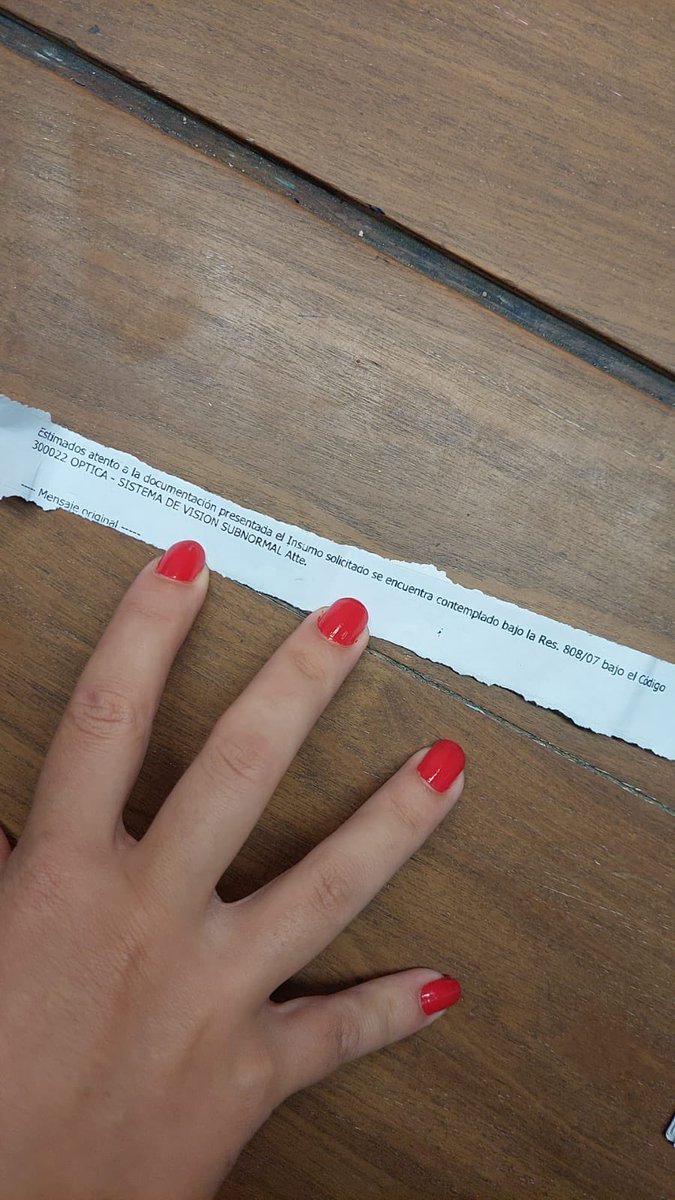 Estimados atento a la documentación presentada el Insumo solicitado se encuentra contemplado bajo la Res. 808/07 bajo el Código
300022 OPTICA - SISTEMA DE VISION SUBNORMAL Atte.
---- Mensaje original ----